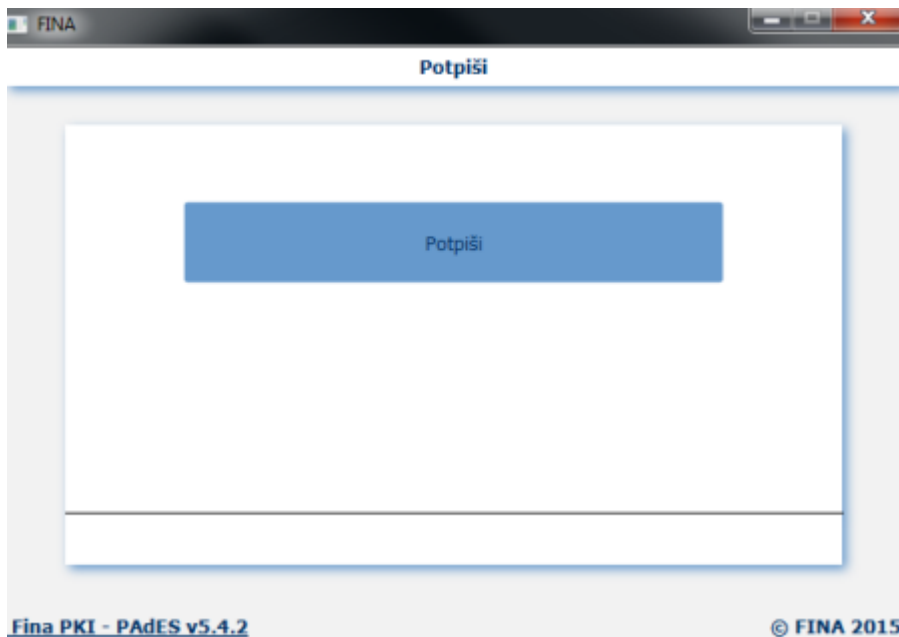 FINA
Potpiši
Potpiši
Fina PKI - PAdES v5.4.2
© FINA 2015